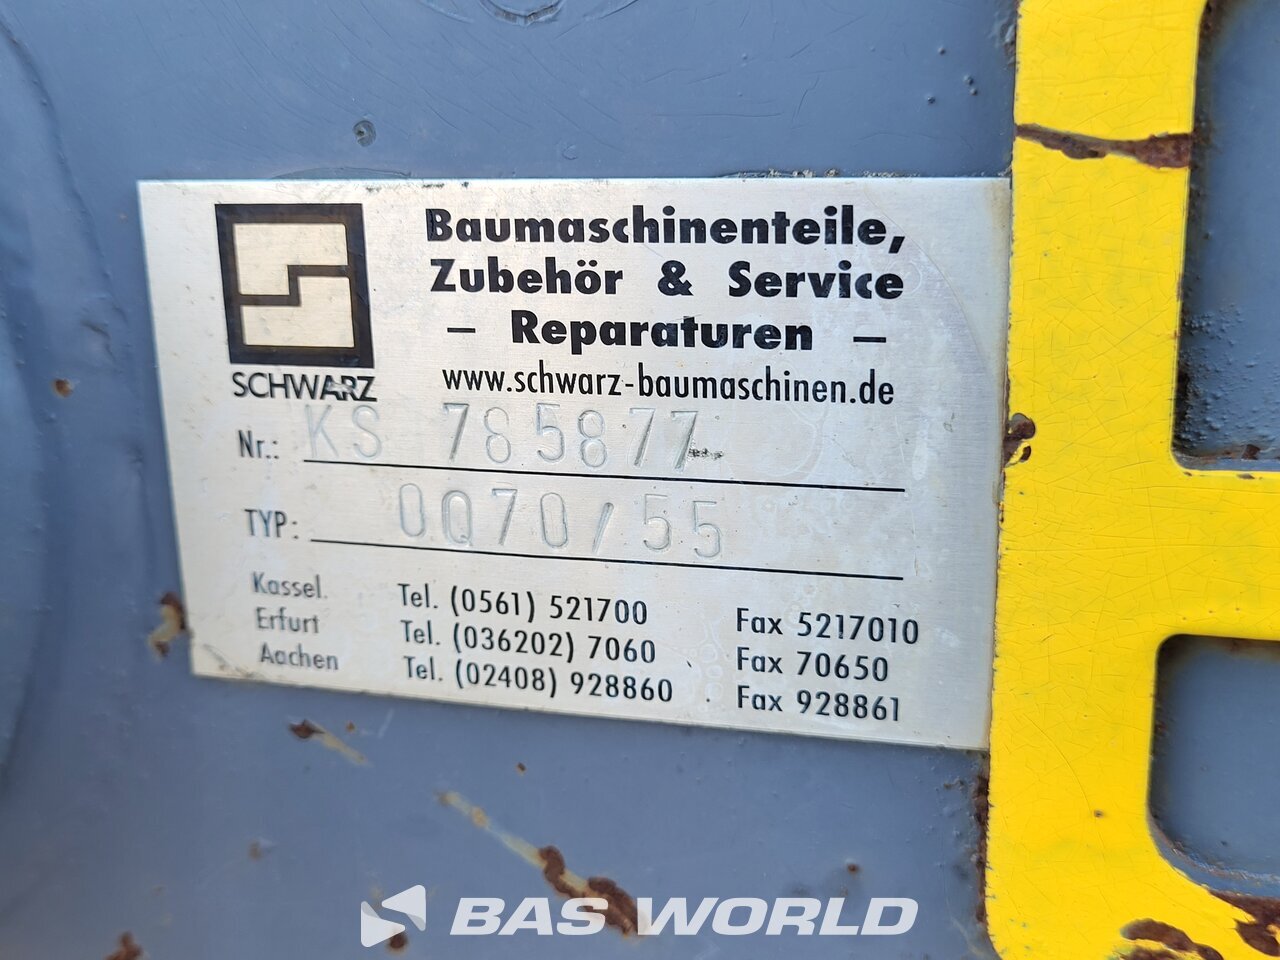 Baumaschinenteile,
Zubehör & Service
– Reparaturen –
www.schwarz-baumaschinen.de
SCHWARZ
Nr.: KS 785877
TYP: OQ70/55
Kassel Tel. (0561) 521700 Fax 5217010
Erfurt Tel. (036202) 7060 Fax 70650
Aachen Tel. (02408) 928860 Fax 928861
BAS WORLD